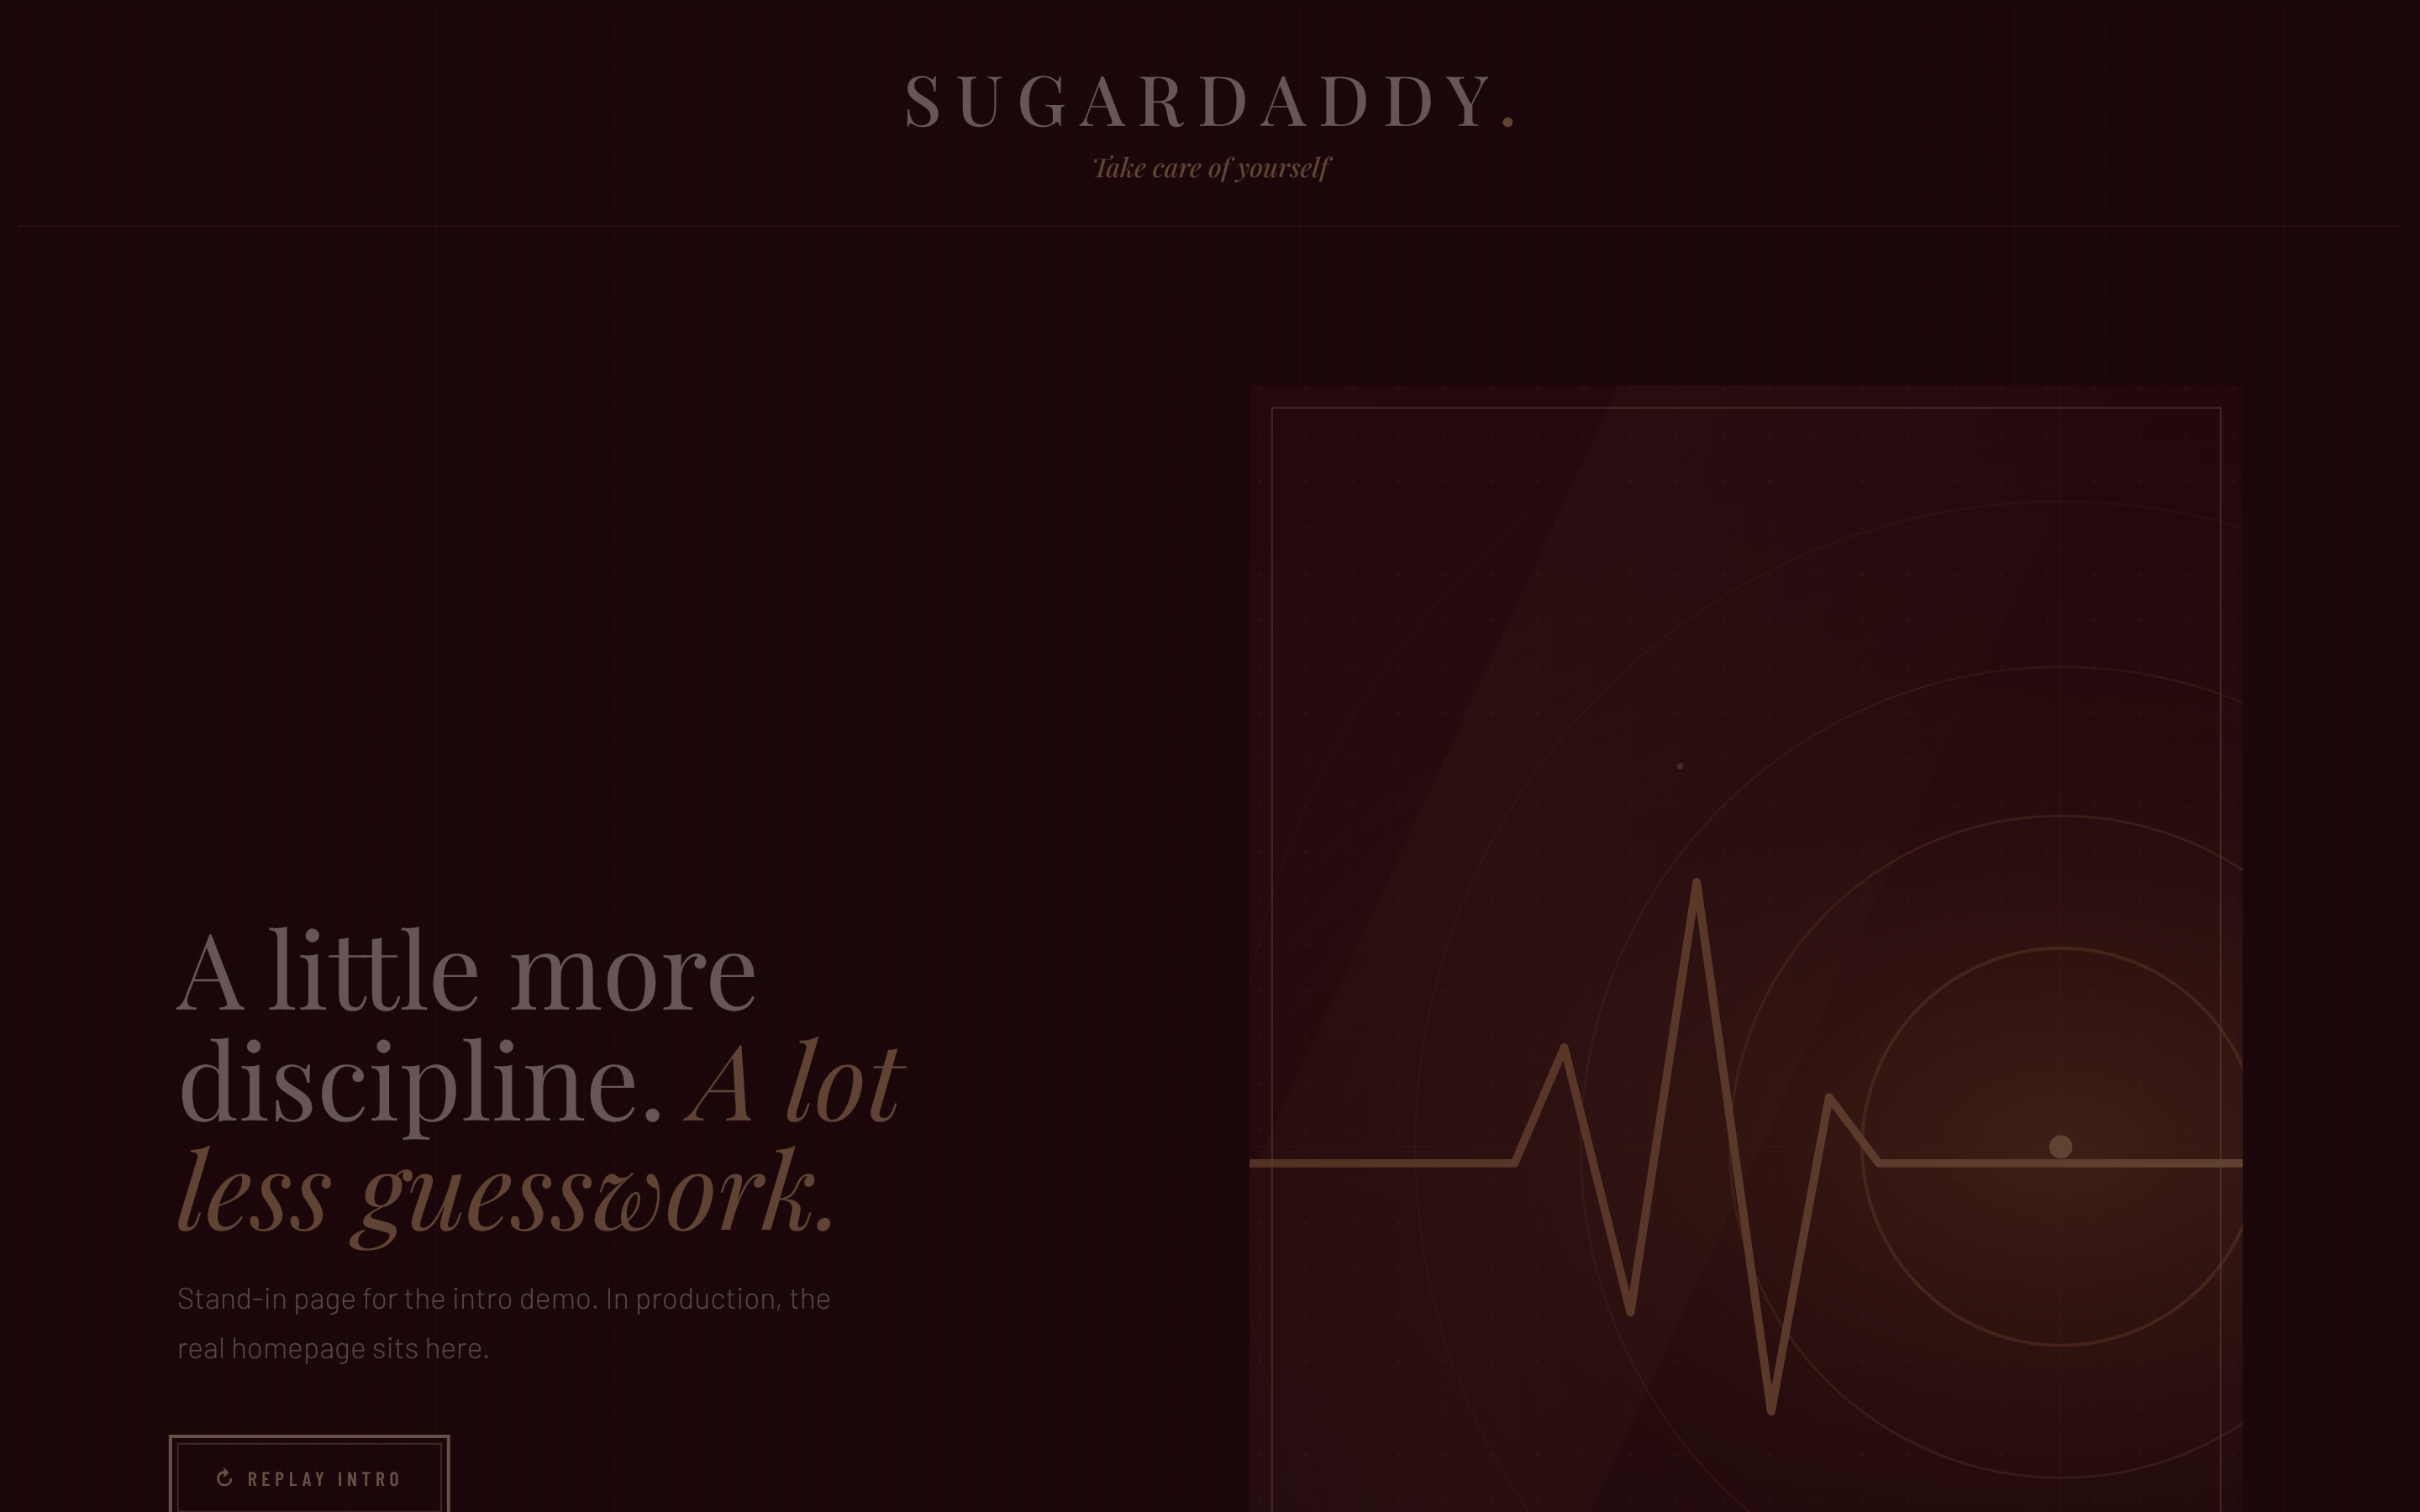 SUGARDADDY.
Take care of yourself
A little more
discipline. A lot
less guesswork.
Stand-in page for the intro demo. In production, the
real homepage sits here.
↻ REPLAY INTRO